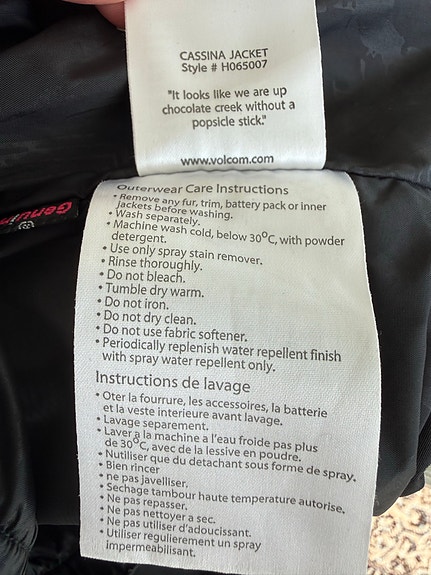 CASSINA JACKET
Style # H065007
"It looks like we are up
chocolate creek without a
popsicle stick."
www.volcom.com
Outerwear Care Instructions
• Remove any fur, trim, battery pack or inner
jackets before washing.
• Wash separately.
• Machine wash cold, below 30°C, with powder
detergent.
• Use only spray stain remover.
• Rinse thoroughly.
• Do not bleach.
• Tumble dry warm.
• Do not iron.
• Do not dry clean.
• Do not use fabric softener.
• Periodically replenish water repellent finish
with spray water repellent only.
Instructions de lavage
• Oter la fourrure, les accessoires, la batterie
et la veste interieure avant lavage.
• Lavage separement.
• Laver a la machine a l'eau froide pas plus
de 30°C, avec de la lessive en poudre.
• Nutiliser que du detachant sous forme de spray.
• Bien rincer
• ne pas javelliser.
• Sechage tambour haute temperature autorise.
• Ne pas repasser.
• Ne pas nettoyer a sec.
• Ne pas utiliser d'adoucissant.
• Utiliser regulierement un spray
impermeabilisant.
Genuin